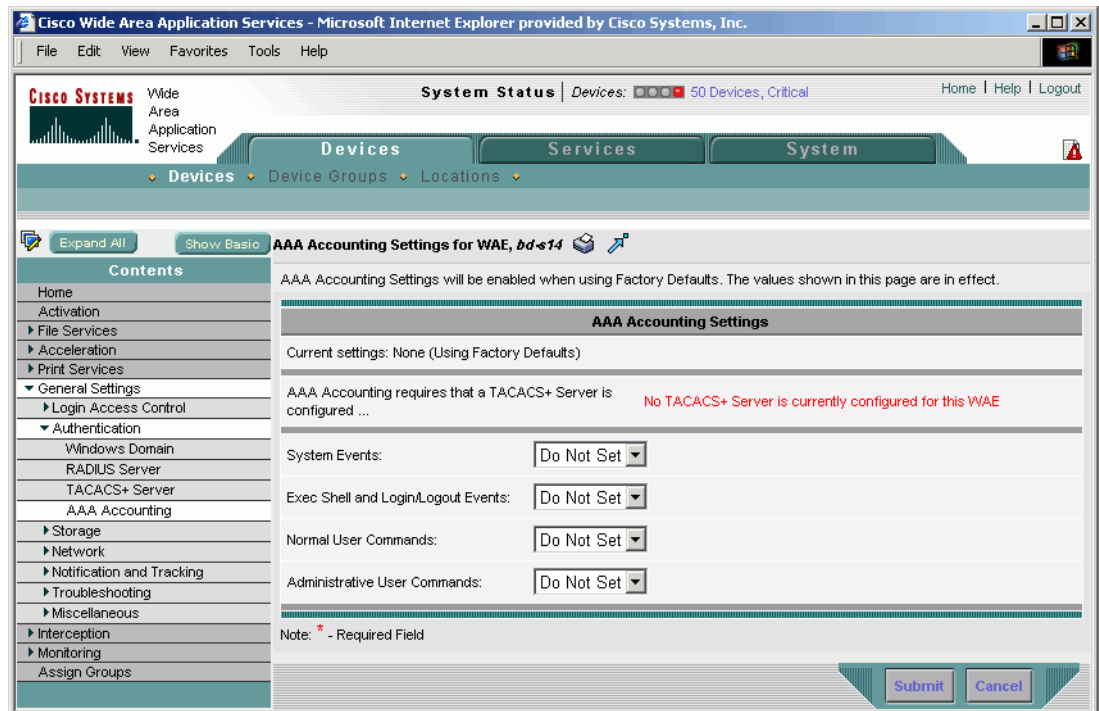 Cisco Wide Area Application Services - Microsoft Internet Explorer provided by Cisco Systems, Inc.
File Edit View Favorites Tools Help
CISCO SYSTEMS
Wide
Area
Application
Services
System Status | Devices: 50 Devices, Critical
Home | Help | Logout
Devices Services System
Devices Device Groups Locations
Expand All Show Basic
AAA Accounting Settings for WAE, bd-s14
Contents
Home
Activation
File Services
Acceleration
Print Services
General Settings
Login Access Control
Authentication
Windows Domain
RADIUS Server
TACACS+ Server
AAA Accounting
Storage
Network
Notification and Tracking
Troubleshooting
Miscellaneous
Interception
Monitoring
Assign Groups
AAA Accounting Settings will be enabled when using Factory Defaults. The values shown in this page are in effect.
AAA Accounting Settings
Current settings: None (Using Factory Defaults)
AAA Accounting requires that a TACACS+ Server is
configured ...
No TACACS+ Server is currently configured for this WAE
System Events: Do Not Set
Exec Shell and Login/Logout Events: Do Not Set
Normal User Commands: Do Not Set
Administrative User Commands: Do Not Set
Note: * - Required Field
Submit Cancel